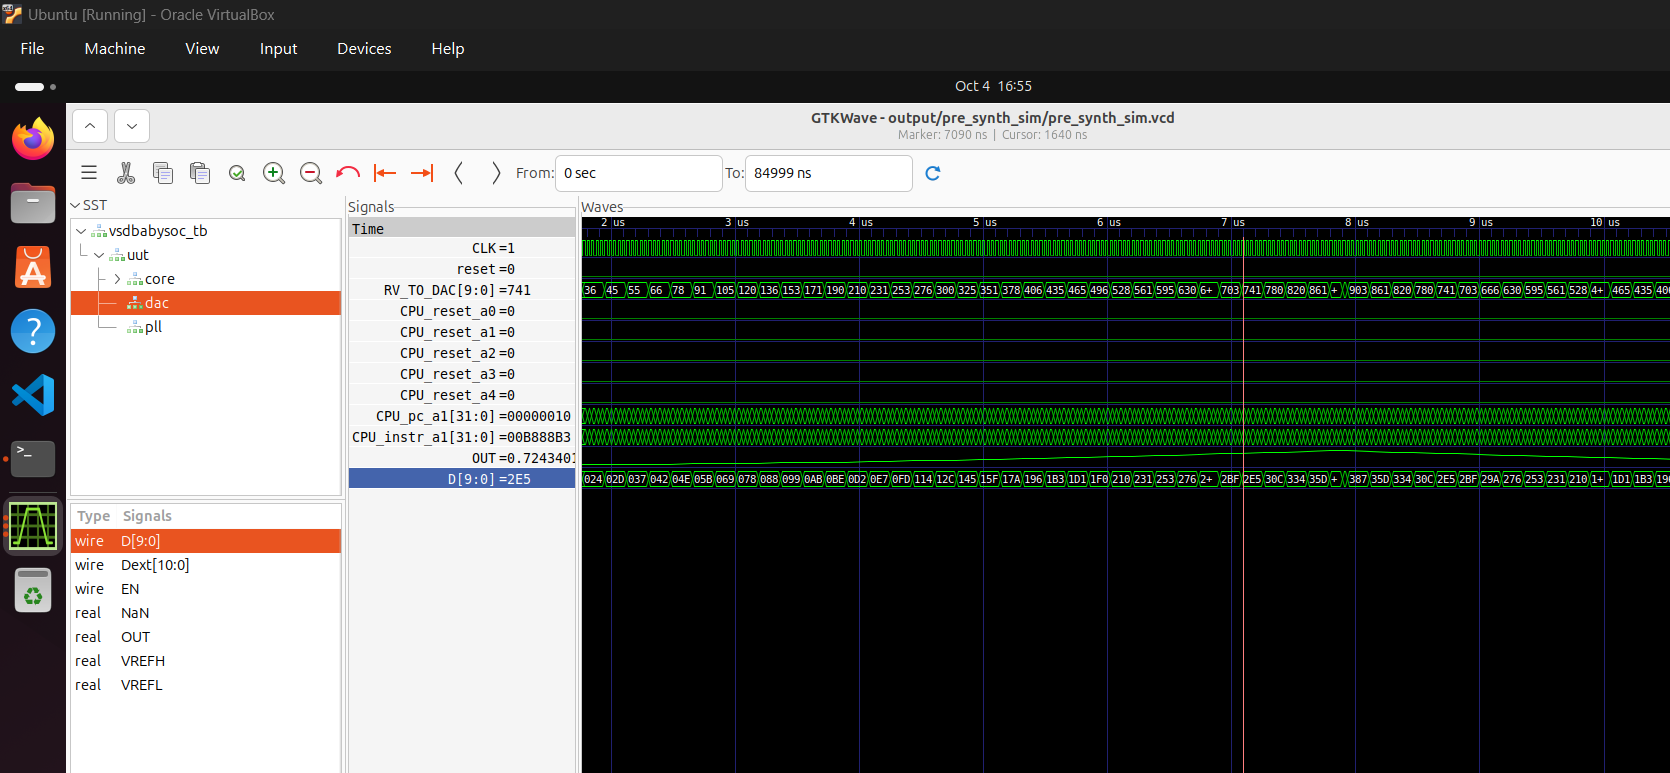 Ubuntu [Running] - Oracle VirtualBox
File Machine View Input Devices Help
Oct 4 16:55
GTKWave - output/pre_synth_sim/pre_synth_sim.vcd
Marker: 7090 ns | Cursor: 1640 ns
From: 0 sec To: 84999 ns
SST
vsdbabysoc_tb
uut
core
dac
pll
Type Signals
wire D[9:0]
wire Dext[10:0]
wire EN
real NaN
real OUT
real VREFH
real VREFL
Signals
Time
CLK =1
reset =0
RV_TO_DAC[9:0] =741
CPU_reset_a0 =0
CPU_reset_a1 =0
CPU_reset_a2 =0
CPU_reset_a3 =0
CPU_reset_a4 =0
CPU_pc_a1[31:0] =00000010
CPU_instr_a1[31:0] =00B888B3
OUT =0.7243401
D[9:0] =2E5
Waves
2 us 3 us 4 us 5 us 6 us 7 us 8 us 9 us 10 us
36 45 55 66 78 91 105 120 136 153 171 190 210 231 253 276 300 325 351 378 406 435 465 496 528 561 595 630 6+ 703 741 780 820 861 + 903 861 820 780 741 703 666 630 595 561 528 4+ 465 435 406
024 02D 037 042 04E 05B 069 078 088 099 0AB 0BE 0D2 0E7 0FD 114 12C 145 15F 17A 196 1B3 1D1 1F0 210 231 253 276 2+ 2BF 2E5 30C 334 35D + 387 35D 334 30C 2E5 2BF 29A 276 253 231 210 1+ 1D1 1B3 196